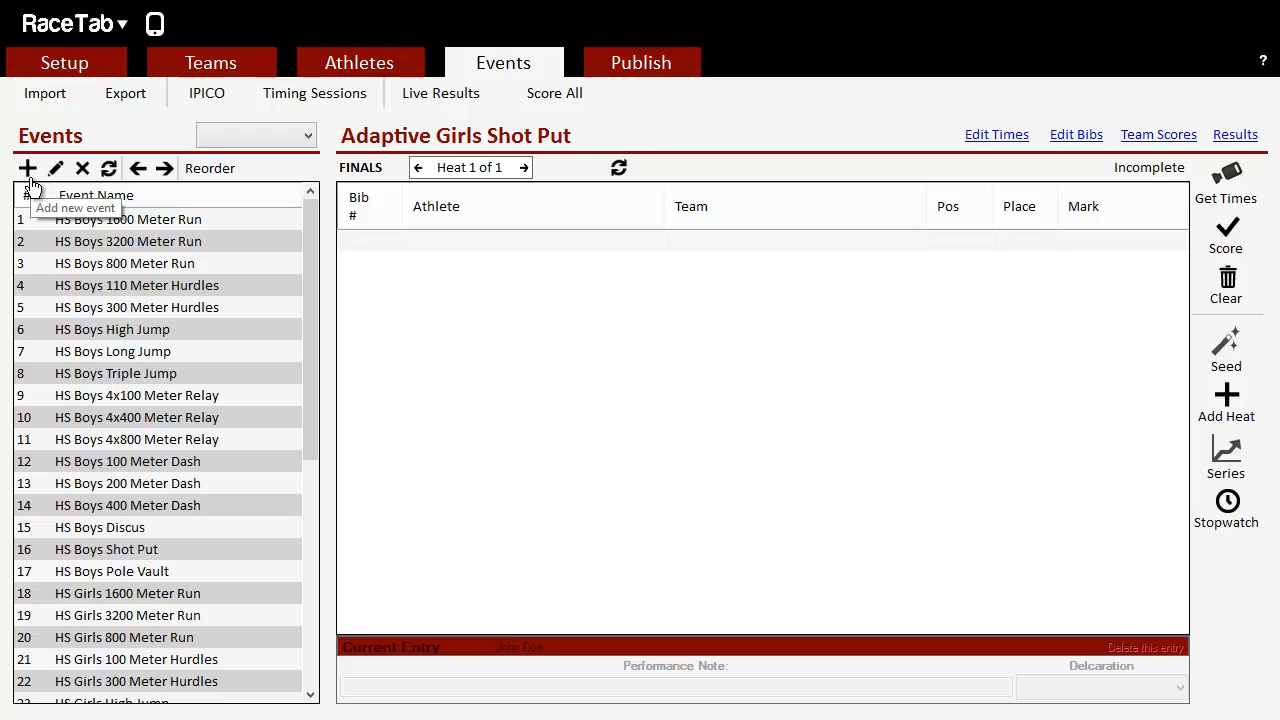 RaceTab
Setup Teams Athletes Events Publish ?
Import Export IPICO Timing Sessions Live Results Score All
Events
Adaptive Girls Shot Put
Edit Times Edit Bibs Team Scores Results
Reorder
FINALS Heat 1 of 1 Incomplete
# Event Name
Add new event
1 HS Boys 1600 Meter Run
2 HS Boys 3200 Meter Run
3 HS Boys 800 Meter Run
4 HS Boys 110 Meter Hurdles
5 HS Boys 300 Meter Hurdles
6 HS Boys High Jump
7 HS Boys Long Jump
8 HS Boys Triple Jump
9 HS Boys 4x100 Meter Relay
10 HS Boys 4x400 Meter Relay
11 HS Boys 4x800 Meter Relay
12 HS Boys 100 Meter Dash
13 HS Boys 200 Meter Dash
14 HS Boys 400 Meter Dash
15 HS Boys Discus
16 HS Boys Shot Put
17 HS Boys Pole Vault
18 HS Girls 1600 Meter Run
19 HS Girls 3200 Meter Run
20 HS Girls 800 Meter Run
21 HS Girls 100 Meter Hurdles
22 HS Girls 300 Meter Hurdles
23 HS Girls High Jump
Bib # Athlete Team Pos Place Mark
Current Entry John Doe Delete this entry
Performance Note: Delcaration
Get Times
Score
Clear
Seed
Add Heat
Series
Stopwatch